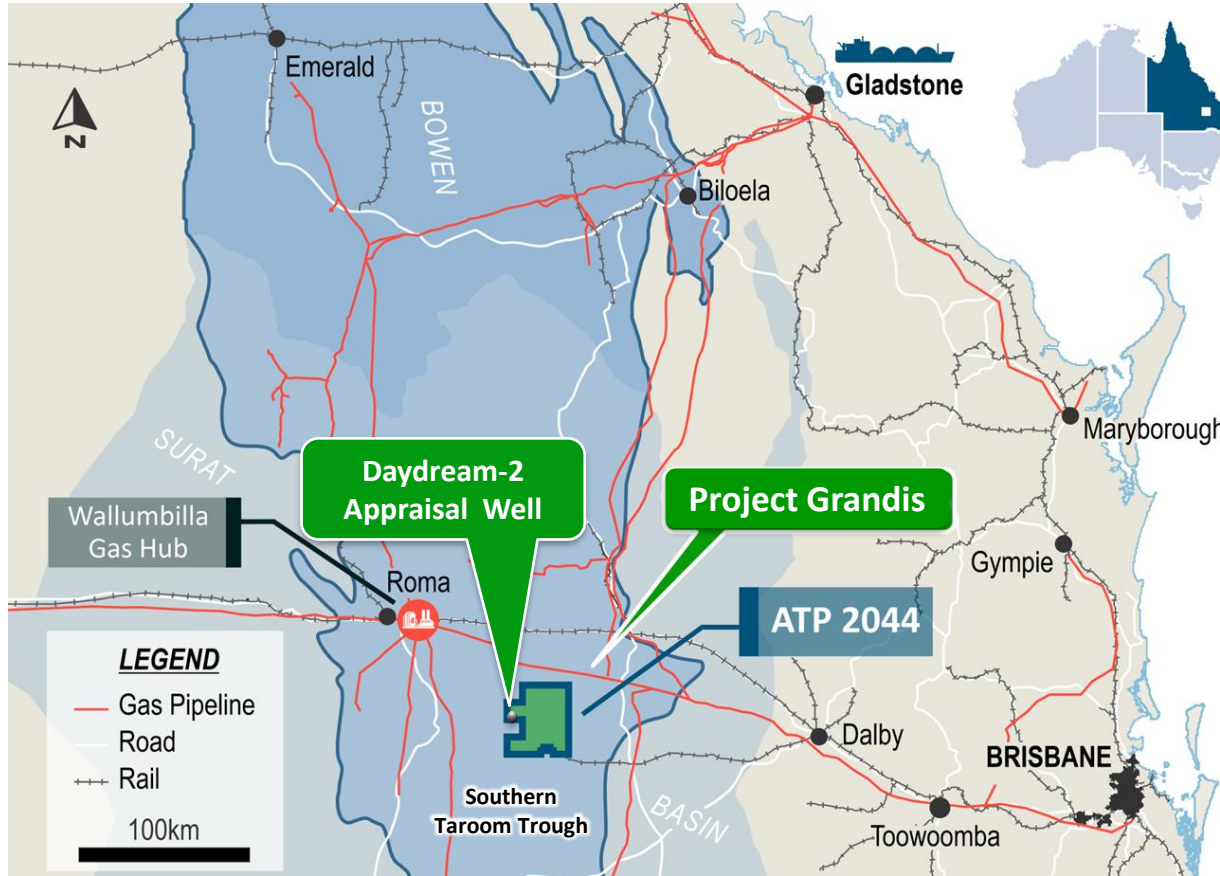 Emerald
Gladstone
N
BOWEN
Biloela
Maryborough
SURAT
Daydream-2
Appraisal Well
Project Grandis
Wallumbilla
Gas Hub
Roma
Gympie
ATP 2044
LEGEND
Gas Pipeline
Road
Rail
100km
Dalby
BRISBANE
Southern
Taroom Trough
BASIN
Toowoomba